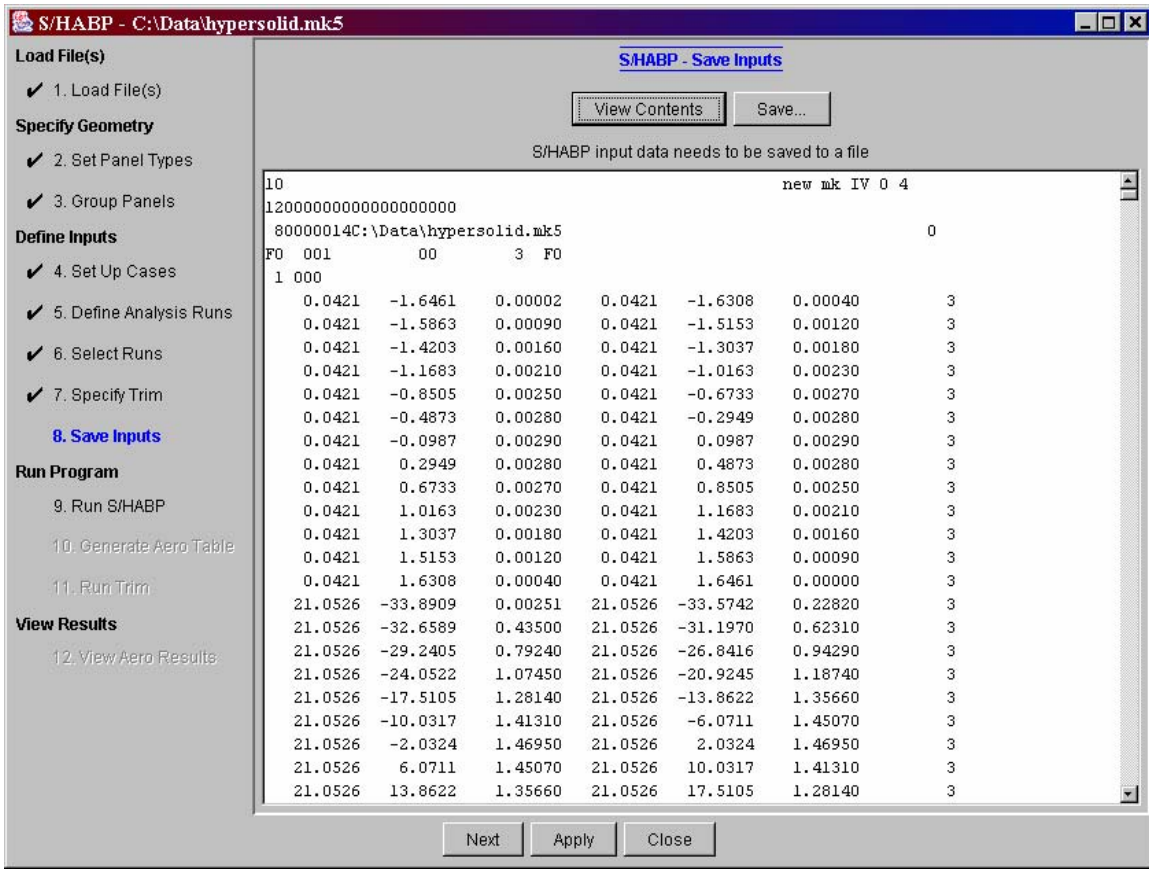 S/HABP - C:\Data\hypersolid.mk5
Load File(s)
✔ 1. Load File(s)
Specify Geometry
✔ 2. Set Panel Types
✔ 3. Group Panels
Define Inputs
✔ 4. Set Up Cases
✔ 5. Define Analysis Runs
✔ 6. Select Runs
✔ 7. Specify Trim
8. Save Inputs
Run Program
9. Run S/HABP
10. Generate Aero Table
11. Run Trim
View Results
12. View Aero Results
S/HABP - Save Inputs
View Contents Save...
S/HABP input data needs to be saved to a file
10 new mk IV 0 4
12000000000000000000
80000014C:\Data\hypersolid.mk5 0
F0 001 00 3 F0
1 000
0.0421 -1.6461 0.00002 0.0421 -1.6308 0.00040 3
0.0421 -1.5863 0.00090 0.0421 -1.5153 0.00120 3
0.0421 -1.4203 0.00160 0.0421 -1.3037 0.00180 3
0.0421 -1.1683 0.00210 0.0421 -1.0163 0.00230 3
0.0421 -0.8505 0.00250 0.0421 -0.6733 0.00270 3
0.0421 -0.4873 0.00280 0.0421 -0.2949 0.00280 3
0.0421 -0.0987 0.00290 0.0421 0.0987 0.00290 3
0.0421 0.2949 0.00280 0.0421 0.4873 0.00280 3
0.0421 0.6733 0.00270 0.0421 0.8505 0.00250 3
0.0421 1.0163 0.00230 0.0421 1.1683 0.00210 3
0.0421 1.3037 0.00180 0.0421 1.4203 0.00160 3
0.0421 1.5153 0.00120 0.0421 1.5863 0.00090 3
0.0421 1.6308 0.00040 0.0421 1.6461 0.00000 3
21.0526 -33.8909 0.00251 21.0526 -33.5742 0.22820 3
21.0526 -32.6589 0.43500 21.0526 -31.1970 0.62310 3
21.0526 -29.2405 0.79240 21.0526 -26.8416 0.94290 3
21.0526 -24.0522 1.07450 21.0526 -20.9245 1.18740 3
21.0526 -17.5105 1.28140 21.0526 -13.8622 1.35660 3
21.0526 -10.0317 1.41310 21.0526 -6.0711 1.45070 3
21.0526 -2.0324 1.46950 21.0526 2.0324 1.46950 3
21.0526 6.0711 1.45070 21.0526 10.0317 1.41310 3
21.0526 13.8622 1.35660 21.0526 17.5105 1.28140 3
Next Apply Close